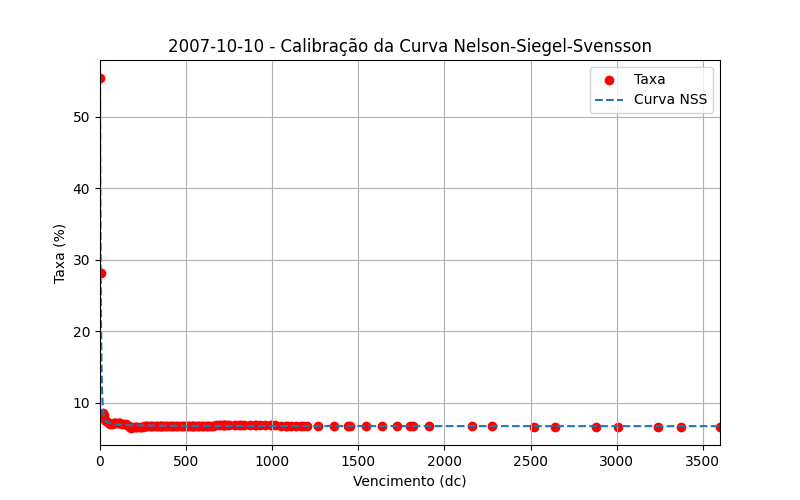 2007-10-10 - Calibração da Curva Nelson-Siegel-Svensson
Taxa
Curva NSS
Taxa (%)
50
40
30
20
10
0 500 1000 1500 2000 2500 3000 3500
Vencimento (dc)